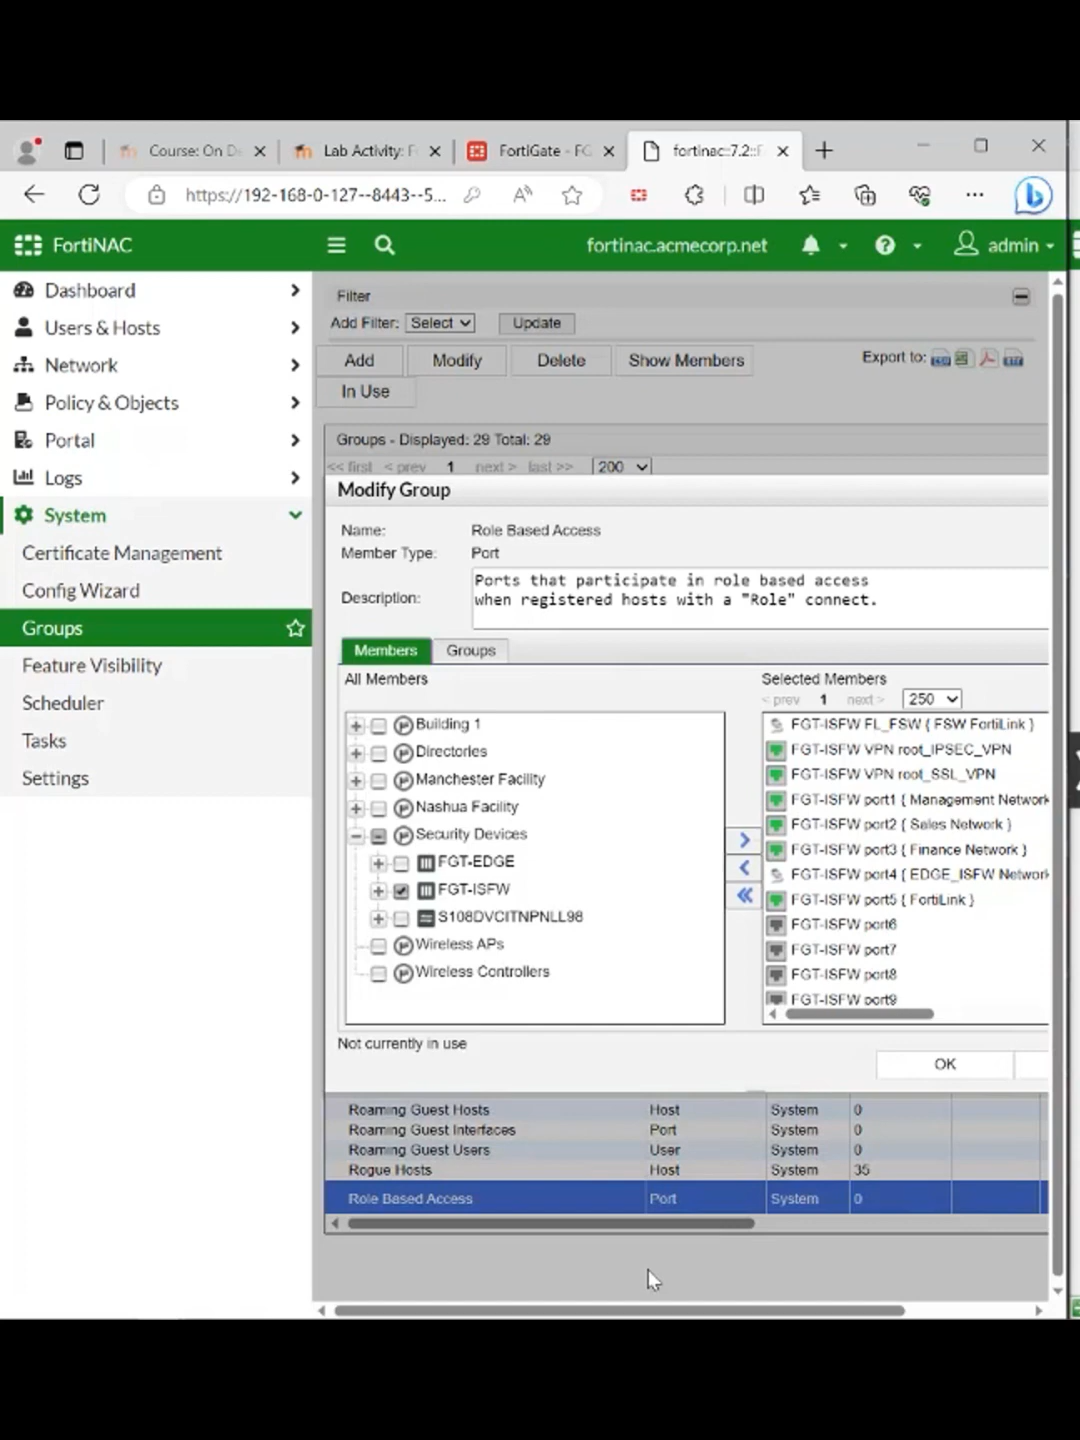 Course: On De
Lab Activity: F
FortiGate - FG
fortinac::7.2::F
https://192-168-0-127--8443--5...
FortiNAC
fortinac.acmecorp.net
admin
Dashboard
Users & Hosts
Network
Policy & Objects
Portal
Logs
System
Certificate Management
Config Wizard
Groups
Feature Visibility
Scheduler
Tasks
Settings
Filter
Add Filter: Select Update
Add Modify Delete Show Members Export to:
In Use
Groups - Displayed: 29 Total: 29
<< first < prev 1 next > last >> 200
Modify Group
Name: Role Based Access
Member Type: Port
Description: Ports that participate in role based access
when registered hosts with a "Role" connect.
Members Groups
All Members
Building 1
Directories
Manchester Facility
Nashua Facility
Security Devices
FGT-EDGE
FGT-ISFW
S108DVCITNPNLL98
Wireless APs
Wireless Controllers
Selected Members
< prev 1 next > 250
FGT-ISFW FL_FSW { FSW FortiLink }
FGT-ISFW VPN root_IPSEC_VPN
FGT-ISFW VPN root_SSL_VPN
FGT-ISFW port1 { Management Network
FGT-ISFW port2 { Sales Network }
FGT-ISFW port3 { Finance Network }
FGT-ISFW port4 { EDGE_ISFW Network
FGT-ISFW port5 { FortiLink }
FGT-ISFW port6
FGT-ISFW port7
FGT-ISFW port8
FGT-ISFW port9
Not currently in use
OK
Roaming Guest Hosts Host System 0
Roaming Guest Interfaces Port System 0
Roaming Guest Users User System 0
Rogue Hosts Host System 35
Role Based Access Port System 0